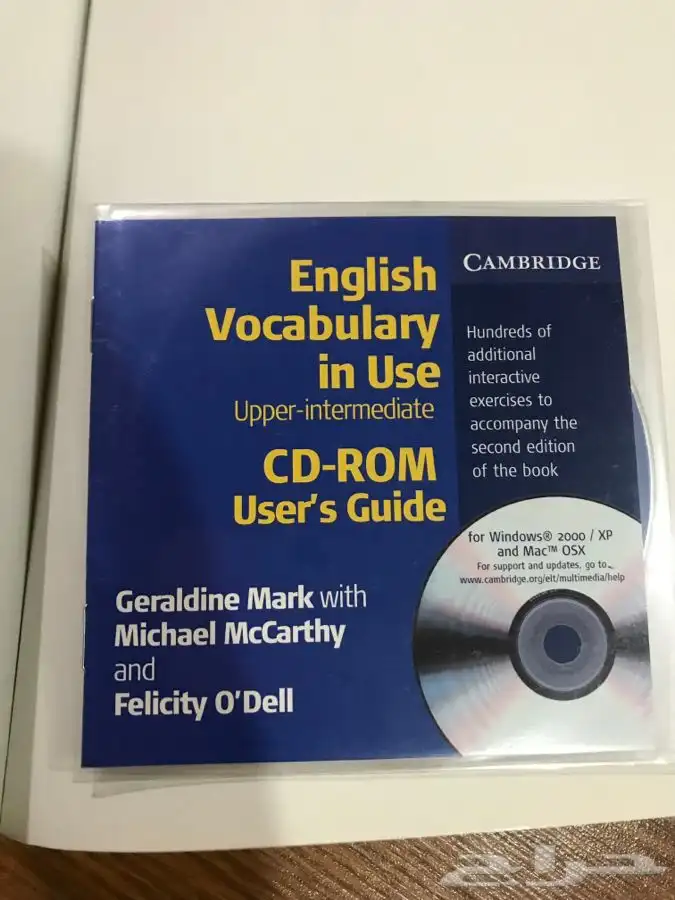 English
Vocabulary
in Use
Upper-intermediate
CD-ROM
User's Guide
CAMBRIDGE
Hundreds of
additional
interactive
exercises to
accompany the
second edition
of the book
for Windows® 2000 / XP
and Mac™ OSX
For support and updates, go to
www.cambridge.org/elt/multimedia/help
Geraldine Mark with
Michael McCarthy
and
Felicity O'Dell
حراج